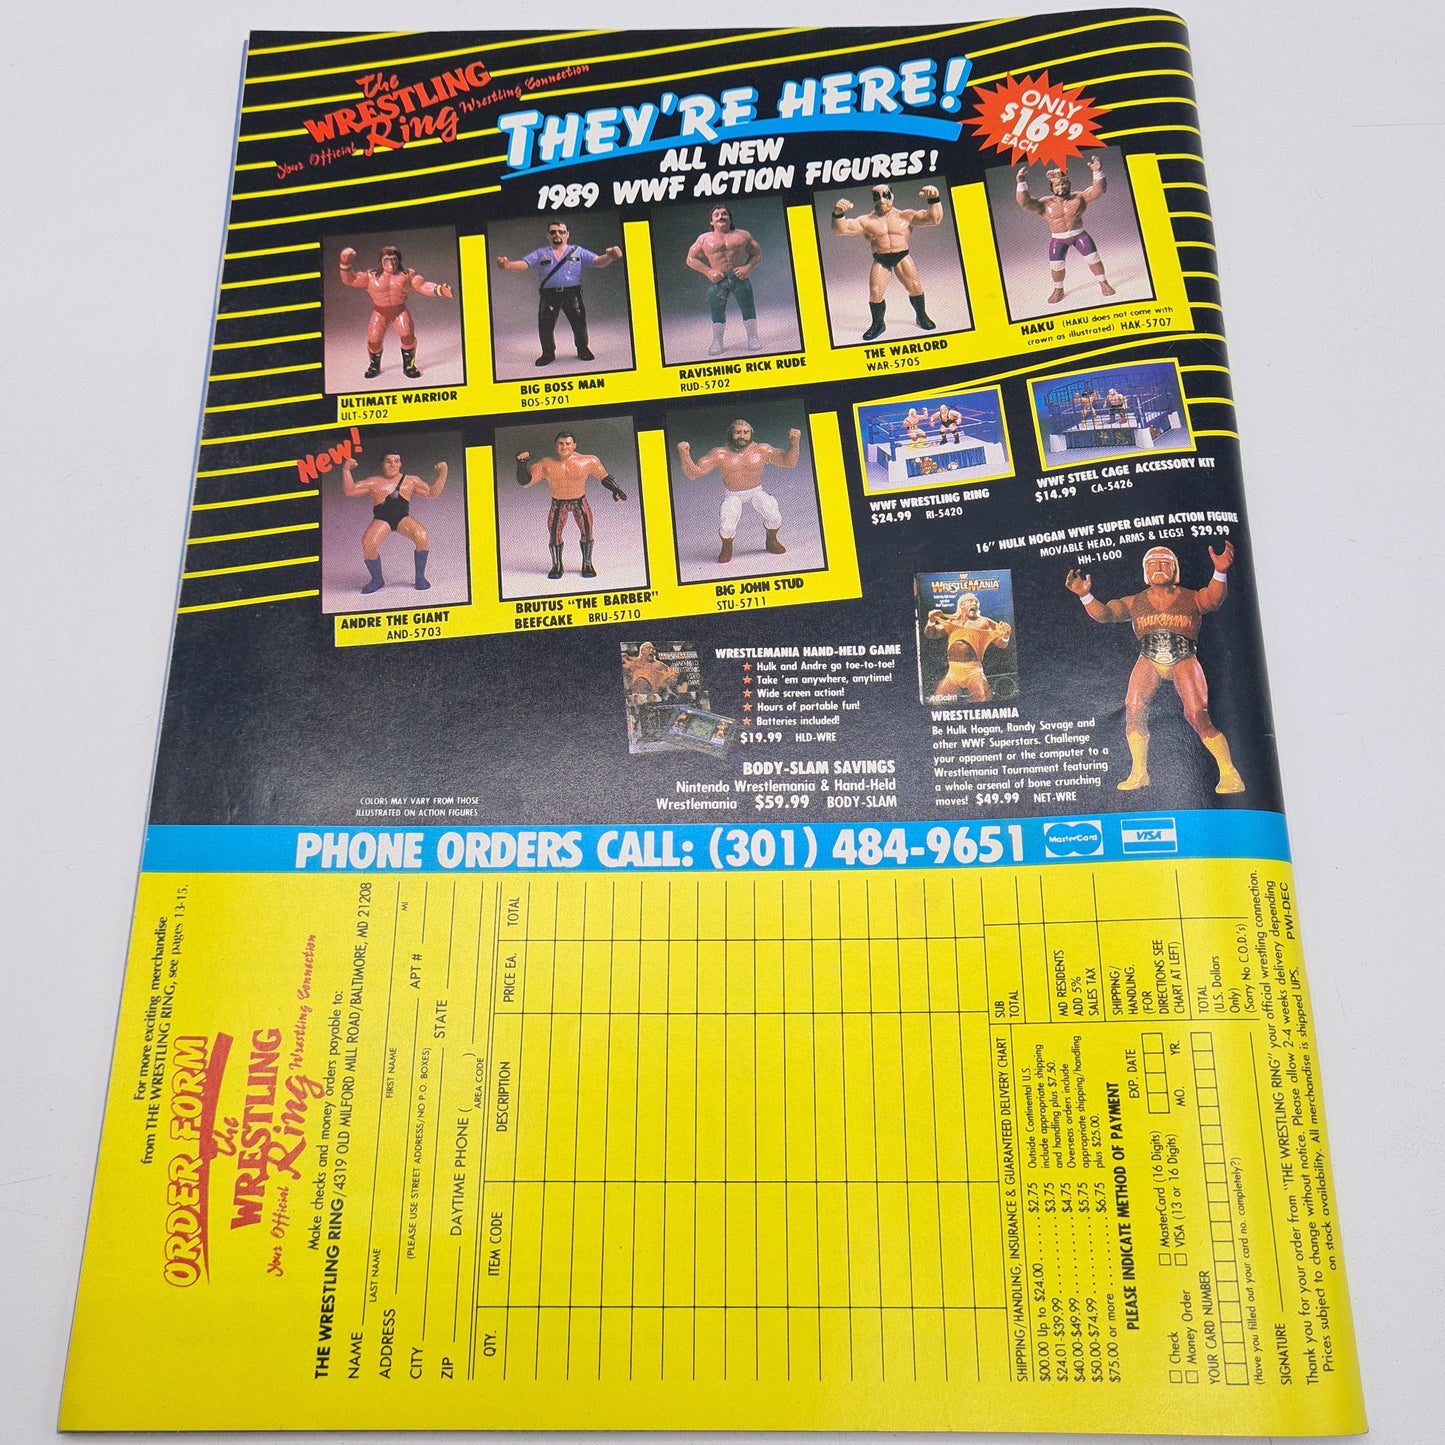 The
WRESTLING
Ring
Your Official Wrestling Connection
THEY'RE HERE!
ALL NEW
1989 WWF ACTION FIGURES!
ONLY
$16.99
EACH
ULTIMATE WARRIOR
ULT-5702
BIG BOSS MAN
BOS-5701
RAVISHING RICK RUDE
RUD-5702
THE WARLORD
WAR-5705
HAKU (HAKU does not come with
crown as illustrated) HAK-5707
New!
ANDRE THE GIANT
AND-5703
BRUTUS "THE BARBER"
BEEFCAKE BRU-5710
BIG JOHN STUD
STU-5711
WWF WRESTLING RING
$24.99 RI-5420
WWF STEEL CAGE ACCESSORY KIT
$14.99 CA-5426
16" HULK HOGAN WWF SUPER GIANT ACTION FIGURE
MOVABLE HEAD, ARMS & LEGS! $29.99
HH-1600
HULKAMANIA
WRESTLEMANIA
Acclaim
WRESTLEMANIA HAND-HELD GAME
★ Hulk and Andre go toe-to-toe!
★ Take 'em anywhere, anytime!
★ Wide screen action!
★ Hours of portable fun!
★ Batteries included!
$19.99 HLD-WRE
WRESTLEMANIA
Be Hulk Hogan, Randy Savage and
other WWF Superstars. Challenge
your opponent or the computer to a
Wrestlemania Tournament featuring
a whole arsenal of bone crunching
moves! $49.99 NET-WRE
BODY-SLAM SAVINGS
Nintendo Wrestlemania & Hand-Held
Wrestlemania $59.99 BODY-SLAM
COLORS MAY VARY FROM THOSE
ILLUSTRATED ON ACTION FIGURES
PHONE ORDERS CALL: (301) 484-9651
MasterCard
VISA
For more exciting merchandise
from THE WRESTLING RING, see pages 13-15.
ORDER FORM
the
WRESTLING
Ring
Your Official Wrestling Connection
Make checks and money orders payable to:
THE WRESTLING RING/4319 OLD MILFORD MILL ROAD/BALTIMORE, MD 21208
NAME
LAST NAME FIRST NAME MI
ADDRESS
(PLEASE USE STREET ADDRESS/NO P.O. BOXES) APT #
CITY STATE
ZIP DAYTIME PHONE ( )
AREA CODE
QTY. ITEM CODE DESCRIPTION PRICE EA. TOTAL
SUB
TOTAL
MD RESIDENTS
ADD 5%
SALES TAX
SHIPPING/
HANDLING.
(FOR
DIRECTIONS SEE
CHART AT LEFT)
TOTAL
(U.S. Dollars
Only)
(Sorry No C.O.D.'s)
SHIPPING/HANDLING, INSURANCE & GUARANTEED DELIVERY CHART
$00.00 Up to $24.00 $2.75
$24.01-$39.99 $3.75
$40.00-$49.99 $4.75
$50.00-$74.99 $5.75
$75.00 or more $6.75
Outside Continental U.S.
include appropriate shipping
and handling plus $7.50.
Overseas orders include
appropriate shipping/handling
plus $25.00.
PLEASE INDICATE METHOD OF PAYMENT
□ Check □ MasterCard (16 Digits) EXP. DATE
□ Money Order □ VISA (13 or 16 Digits) MO. YR.
YOUR CARD NUMBER
(Have you filled out your card no. completely?)
SIGNATURE
Thank you for your order from "THE WRESTLING RING" your official wrestling connection.
Prices subject to change without notice. Please allow 2-4 weeks delivery depending
on stock availability. All merchandise is shipped UPS. PWI-DEC